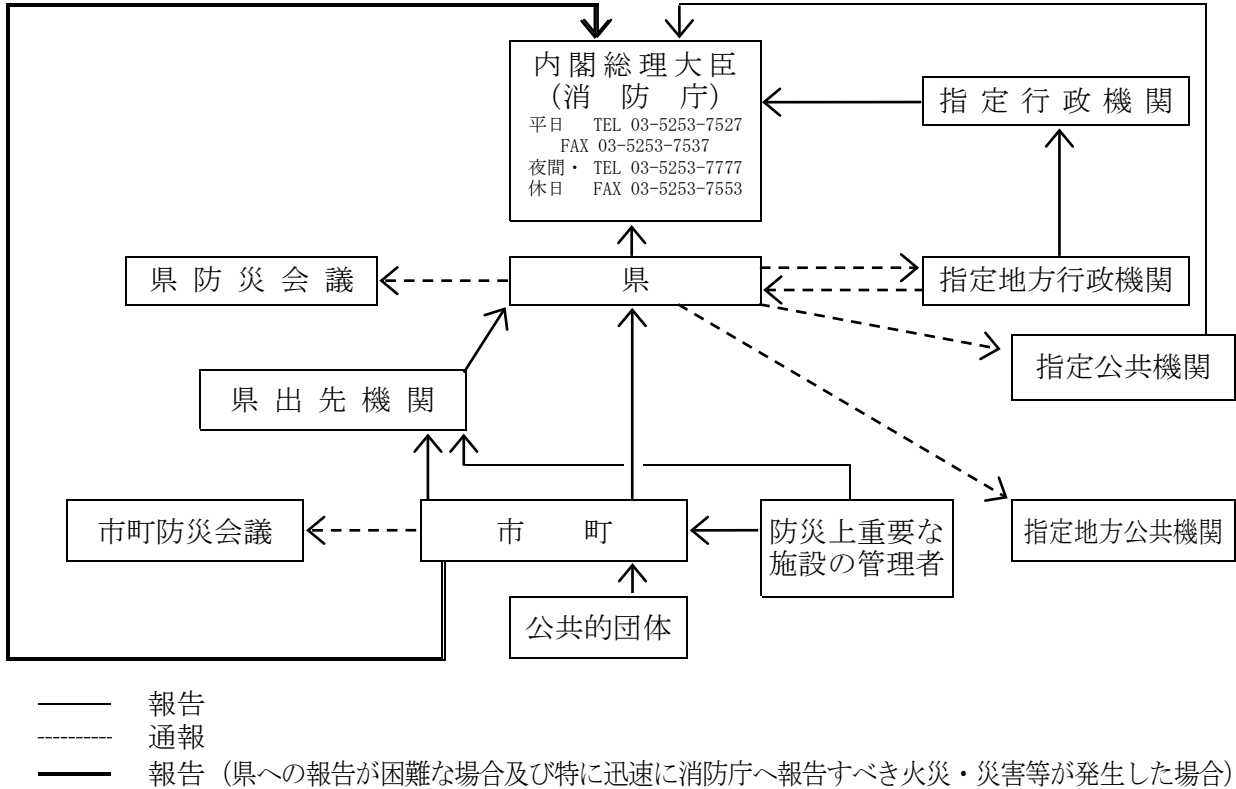 内閣総理大臣
（消　防　庁）
平日　TEL 03-5253-7527
FAX 03-5253-7537
夜間・ TEL 03-5253-7777
休日　FAX 03-5253-7553
指定行政機関
県防災会議
県
指定地方行政機関
指定公共機関
県出先機関
市町防災会議
市　　町
防災上重要な
施設の管理者
指定地方公共機関
公共的団体
報告
通報
報告（県への報告が困難な場合及び特に迅速に消防庁へ報告すべき火災・災害等が発生した場合）